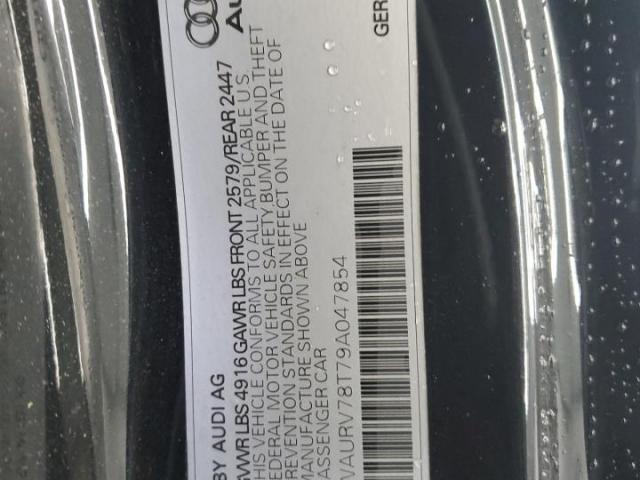 Au
GER
BY AUDI AG
GVWR LBS 4916 GAWR LBS FRONT 2579/REAR 2447
THIS VEHICLE CONFORMS TO ALL APPLICABLE U.S.
FEDERAL MOTOR VEHICLE SAFETY, BUMPER AND THEFT
PREVENTION STANDARDS IN EFFECT ON THE DATE OF
MANUFACTURE SHOWN ABOVE
PASSENGER CAR
WAURV78T79A047854